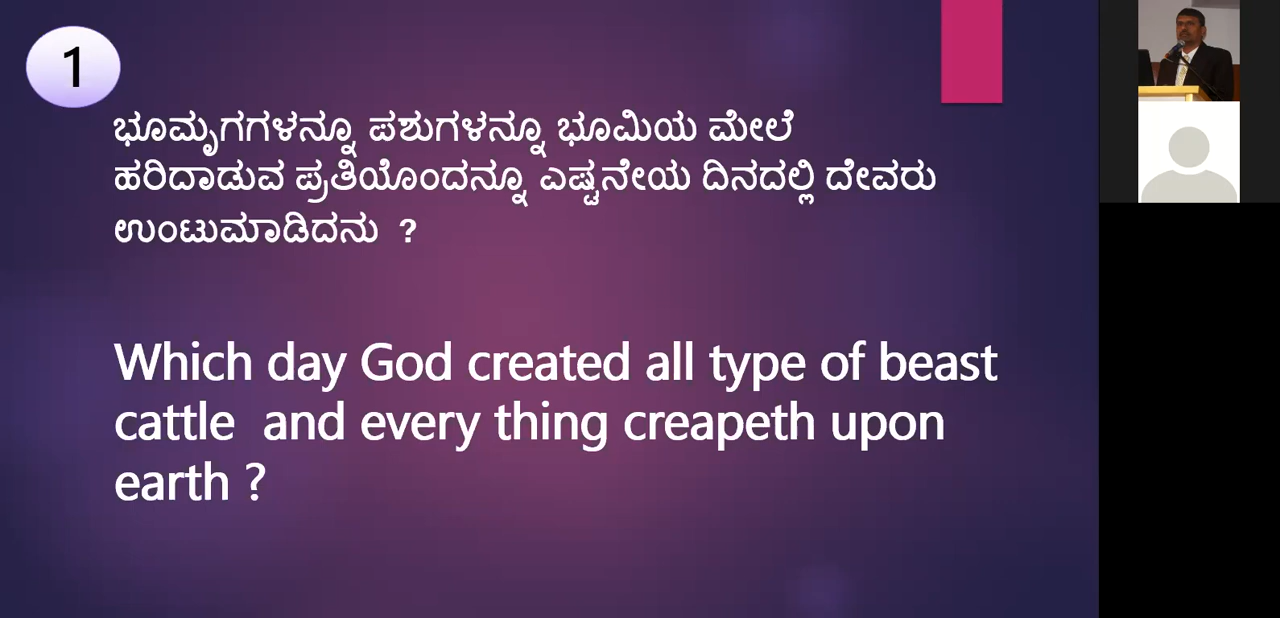 1
ಭೂಮೃಗಗಳನ್ನೂ ಪಶುಗಳನ್ನೂ ಭೂಮಿಯ ಮೇಲೆ
ಹರಿದಾಡುವ ಪ್ರತಿಯೊಂದನ್ನೂ ಎಷ್ಟನೇಯ ದಿನದಲ್ಲಿ ದೇವರು
ಉಂಟುಮಾಡಿದನು ?
Which day God created all type of beast
cattle and every thing creapeth upon
earth ?